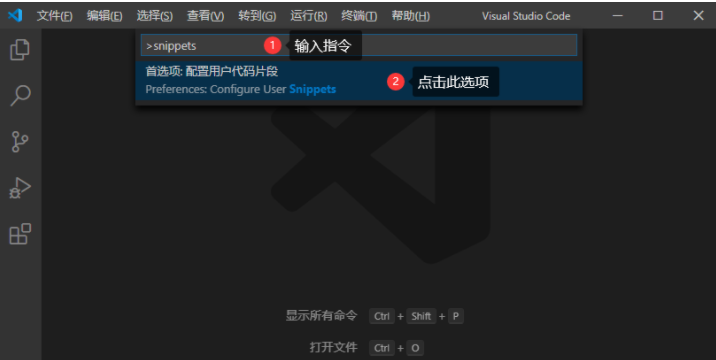 文件(F) 编辑(E) 选择(S) 查看(V) 转到(G) 运行(R) 终端(T) 帮助(H) Visual Studio Code
>snippets 1 输入指令
首选项: 配置用户代码片段
Preferences: Configure User Snippets 2 点击此选项
显示所有命令 Ctrl + Shift + P
打开文件 Ctrl + O